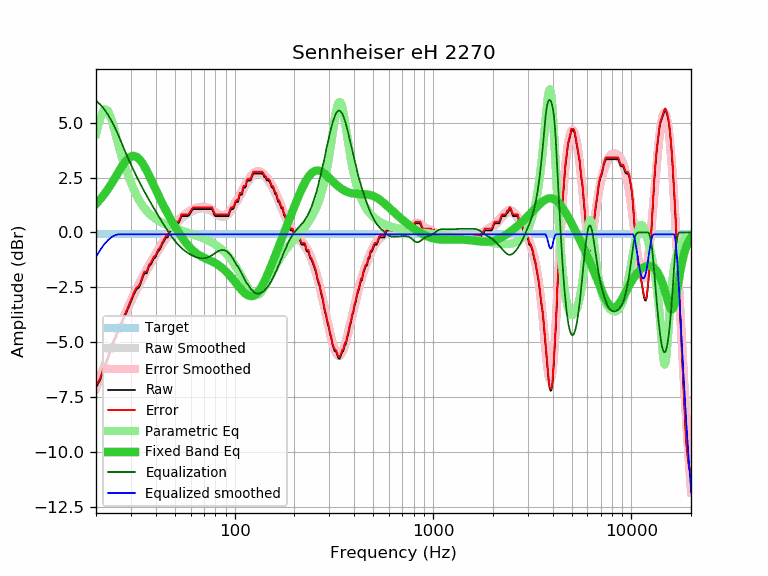 Sennheiser eH 2270
Amplitude (dBr)
5.0
2.5
0.0
−2.5
−5.0
−7.5
−10.0
−12.5
Target
Raw Smoothed
Error Smoothed
Raw
Error
Parametric Eq
Fixed Band Eq
Equalization
Equalized smoothed
100 1000 10000
Frequency (Hz)